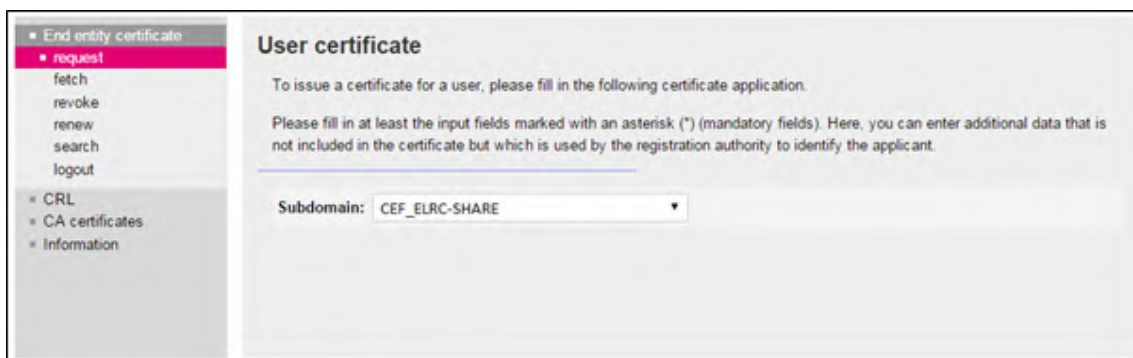 End entity certificate
request
fetch
revoke
renew
search
logout
CRL
CA certificates
Information
User certificate
To issue a certificate for a user, please fill in the following certificate application.
Please fill in at least the input fields marked with an asterisk (*) (mandatory fields). Here, you can enter additional data that is
not included in the certificate but which is used by the registration authority to identify the applicant.
Subdomain: CEF_ELRC-SHARE